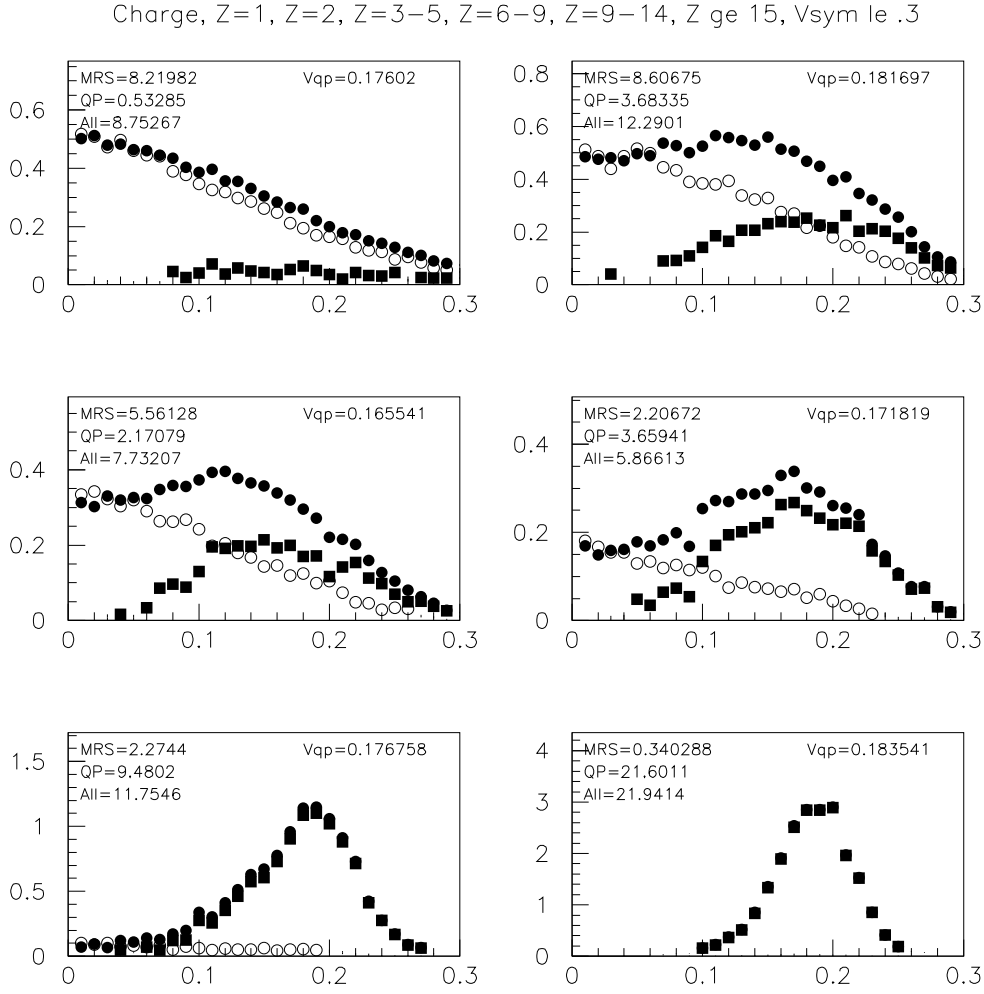 Charge, Z=1, Z=2, Z=3-5, Z=6-9, Z=9-14, Z ge 15, Vsym le .3
MRS=8.21982 Vqp=0.17602
QP=0.53285
All=8.75267
0.6
0.4
0.2
0
0 0.1 0.2 0.3
MRS=8.60675 Vqp=0.181697
QP=3.68335
All=12.2901
0.8
0.6
0.4
0.2
0
0 0.1 0.2 0.3
MRS=5.56128 Vqp=0.165541
QP=2.17079
All=7.73207
0.4
0.2
0
0 0.1 0.2 0.3
MRS=2.20672 Vqp=0.171819
QP=3.65941
All=5.86613
0.4
0.2
0
0 0.1 0.2 0.3
MRS=2.2744 Vqp=0.176758
QP=9.4802
All=11.7546
1.5
1
0.5
0
0 0.1 0.2 0.3
MRS=0.340288 Vqp=0.183541
QP=21.6011
All=21.9414
4
3
2
1
0
0 0.1 0.2 0.3